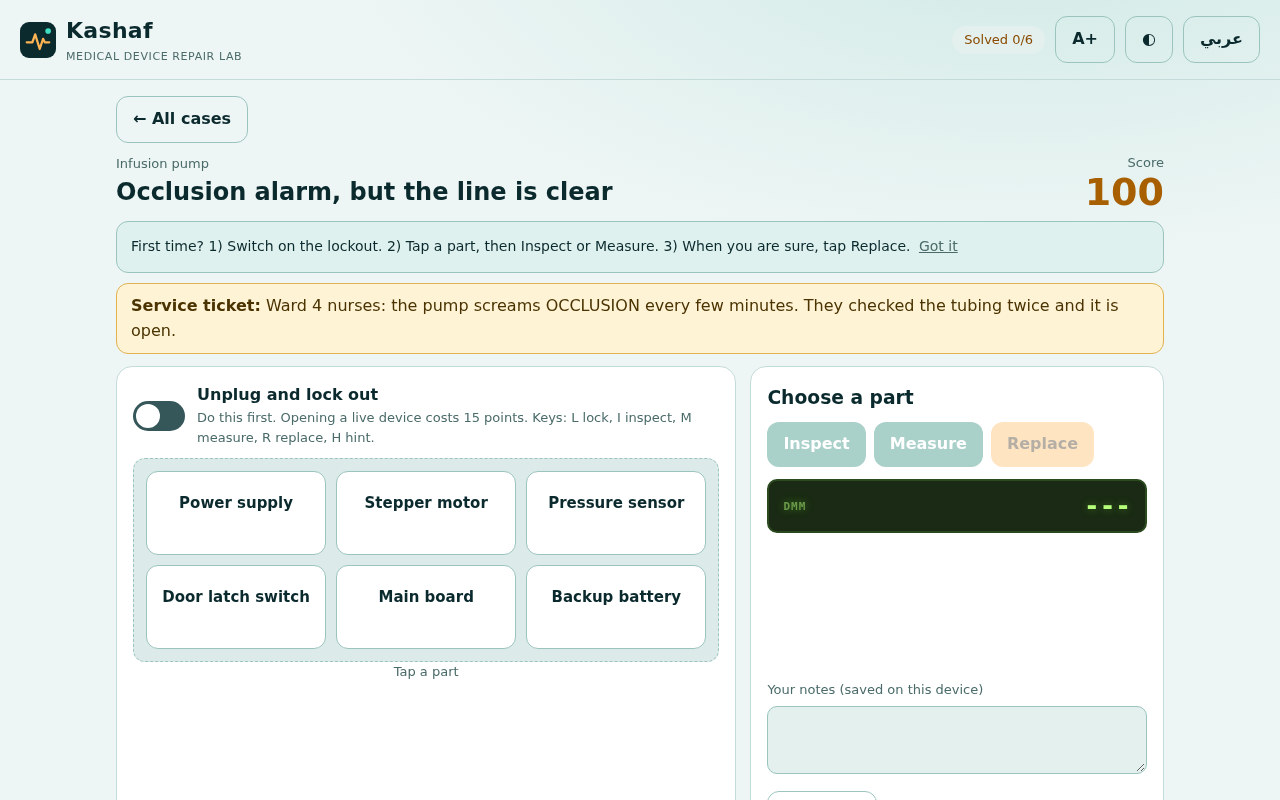 Kashaf
MEDICAL DEVICE REPAIR LAB
Solved 0/6
A+
عربي
← All cases
Infusion pump
Occlusion alarm, but the line is clear
Score
100
First time? 1) Switch on the lockout. 2) Tap a part, then Inspect or Measure. 3) When you are sure, tap Replace. Got it
Service ticket: Ward 4 nurses: the pump screams OCCLUSION every few minutes. They checked the tubing twice and it is
open.
Unplug and lock out
Do this first. Opening a live device costs 15 points. Keys: L lock, I inspect, M
measure, R replace, H hint.
Power supply
Stepper motor
Pressure sensor
Door latch switch
Main board
Backup battery
Tap a part
Choose a part
Inspect
Measure
Replace
DMM
---
Your notes (saved on this device)